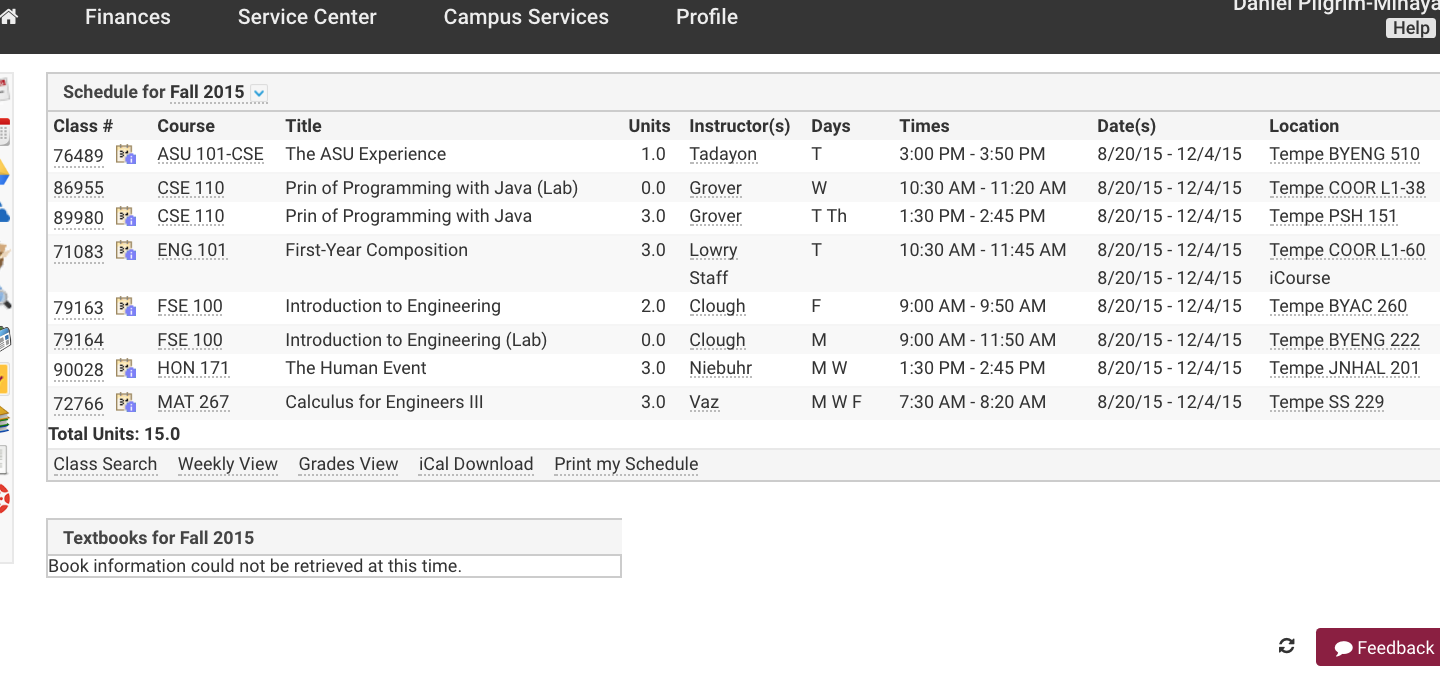 Finances Service Center Campus Services Profile Daniel Pilgrim-Minaya
Help
Schedule for Fall 2015
Class # Course Title Units Instructor(s) Days Times Date(s) Location
76489 ASU 101-CSE The ASU Experience 1.0 Tadayon T 3:00 PM - 3:50 PM 8/20/15 - 12/4/15 Tempe BYENG 510
86955 CSE 110 Prin of Programming with Java (Lab) 0.0 Grover W 10:30 AM - 11:20 AM 8/20/15 - 12/4/15 Tempe COOR L1-38
89980 CSE 110 Prin of Programming with Java 3.0 Grover T Th 1:30 PM - 2:45 PM 8/20/15 - 12/4/15 Tempe PSH 151
71083 ENG 101 First-Year Composition 3.0 Lowry T 10:30 AM - 11:45 AM 8/20/15 - 12/4/15 Tempe COOR L1-60
Staff 8/20/15 - 12/4/15 iCourse
79163 FSE 100 Introduction to Engineering 2.0 Clough F 9:00 AM - 9:50 AM 8/20/15 - 12/4/15 Tempe BYAC 260
79164 FSE 100 Introduction to Engineering (Lab) 0.0 Clough M 9:00 AM - 11:50 AM 8/20/15 - 12/4/15 Tempe BYENG 222
90028 HON 171 The Human Event 3.0 Niebuhr M W 1:30 PM - 2:45 PM 8/20/15 - 12/4/15 Tempe JNHAL 201
72766 MAT 267 Calculus for Engineers III 3.0 Vaz M W F 7:30 AM - 8:20 AM 8/20/15 - 12/4/15 Tempe SS 229
Total Units: 15.0
Class Search Weekly View Grades View iCal Download Print my Schedule
Textbooks for Fall 2015
Book information could not be retrieved at this time.
Feedback